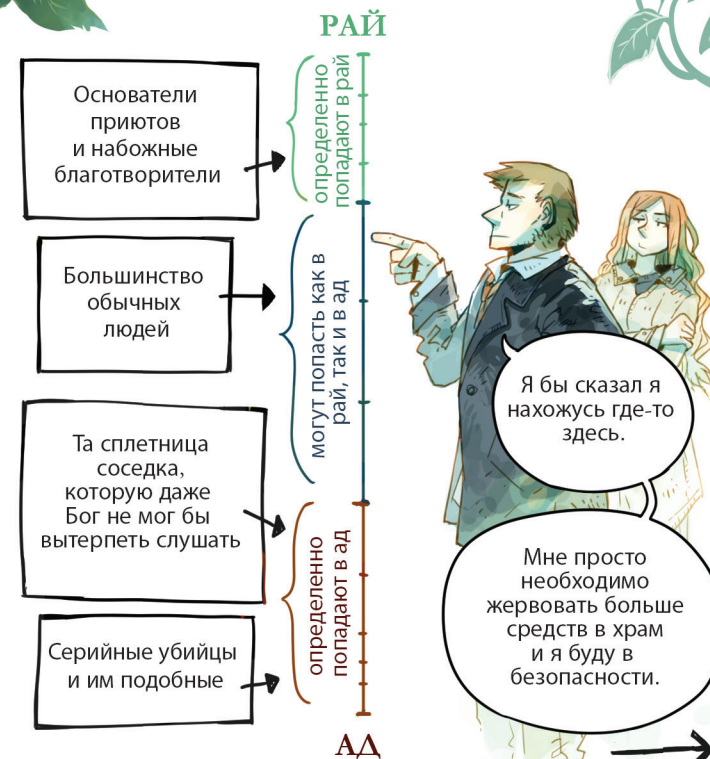 РАЙ
Основатели
приютов
и набожные
благотворители
определенно
попадают в рай
Большинство
обычных
людей
могут попасть как в
рай, так и в ад
Я бы сказал я
нахожусь где-то
здесь.
Та сплетница
соседка,
которую даже
Бог не мог бы
вытерпеть слушать
определенно
попадают в ад
Мне просто
необходимо
жервовать больше
средств в храм
и я буду в
безопасности.
Серийные убийцы
и им подобные
АД